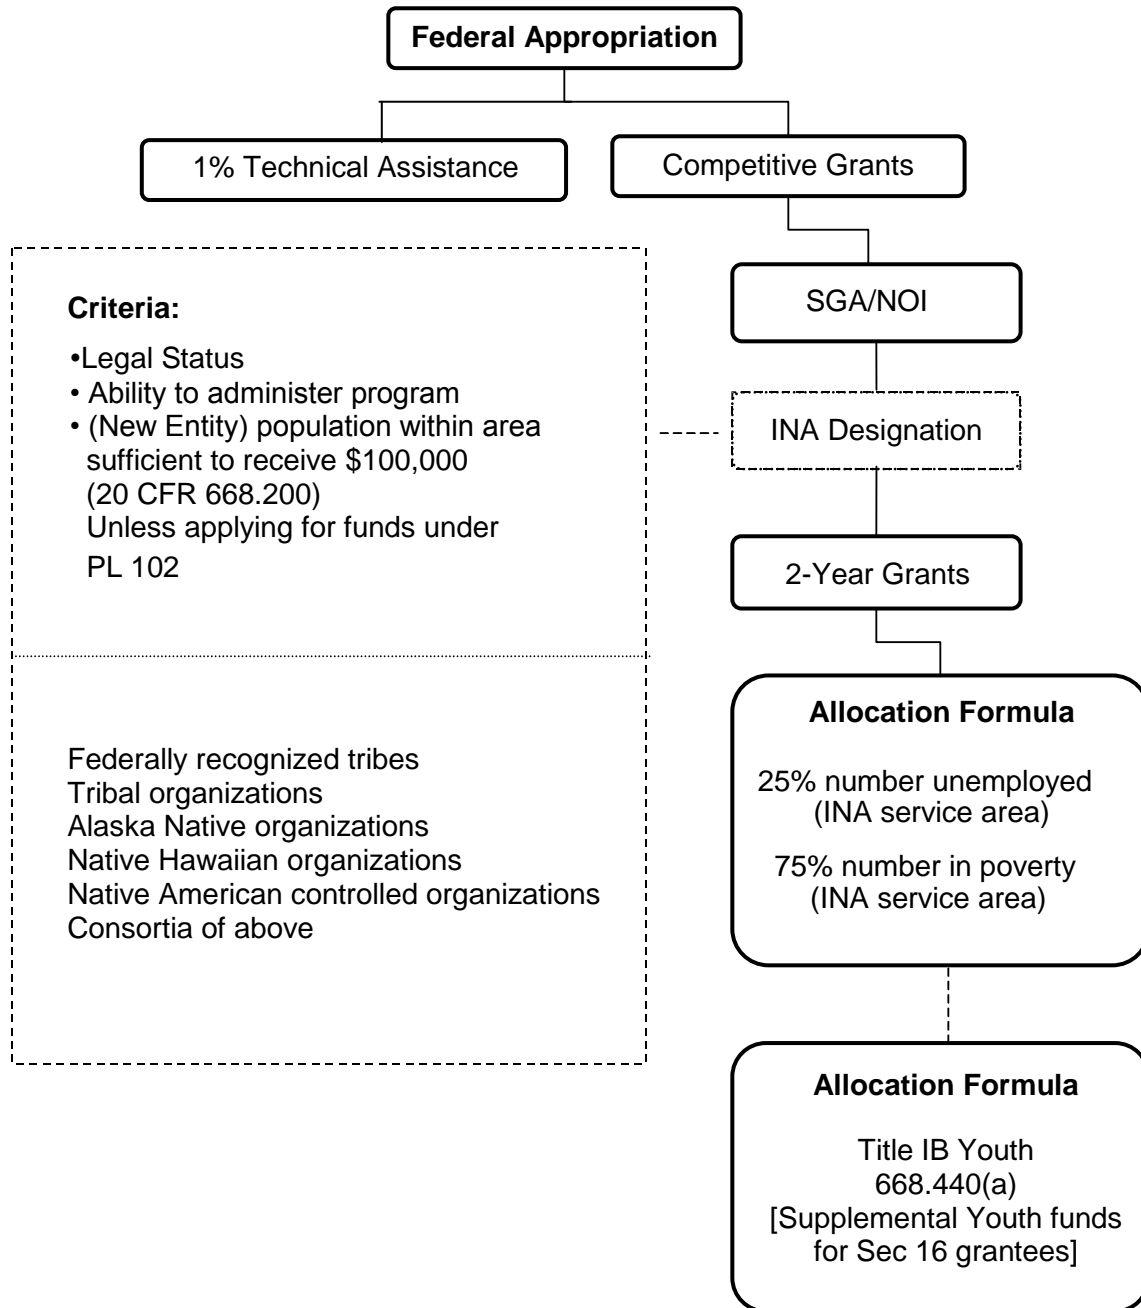 Federal Appropriation
1% Technical Assistance
Competitive Grants
SGA/NOI
INA Designation
2-Year Grants
Criteria:
•Legal Status
• Ability to administer program
• (New Entity) population within area
sufficient to receive $100,000
(20 CFR 668.200)
Unless applying for funds under
PL 102
Federally recognized tribes
Tribal organizations
Alaska Native organizations
Native Hawaiian organizations
Native American controlled organizations
Consortia of above
Allocation Formula
25% number unemployed
(INA service area)
75% number in poverty
(INA service area)
Allocation Formula
Title IB Youth
668.440(a)
[Supplemental Youth funds
for Sec 16 grantees]